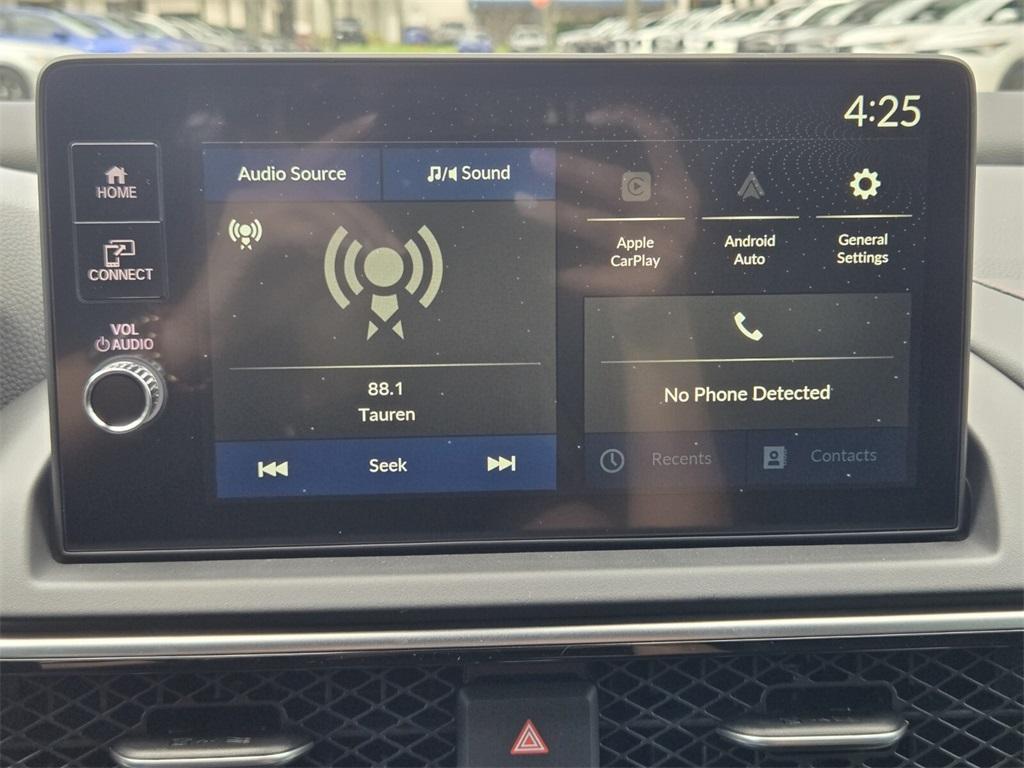 4:25
HOME
CONNECT
VOL
AUDIO
Audio Source
Sound
88.1
Tauren
Seek
Apple
CarPlay
Android
Auto
General
Settings
No Phone Detected
Recents
Contacts